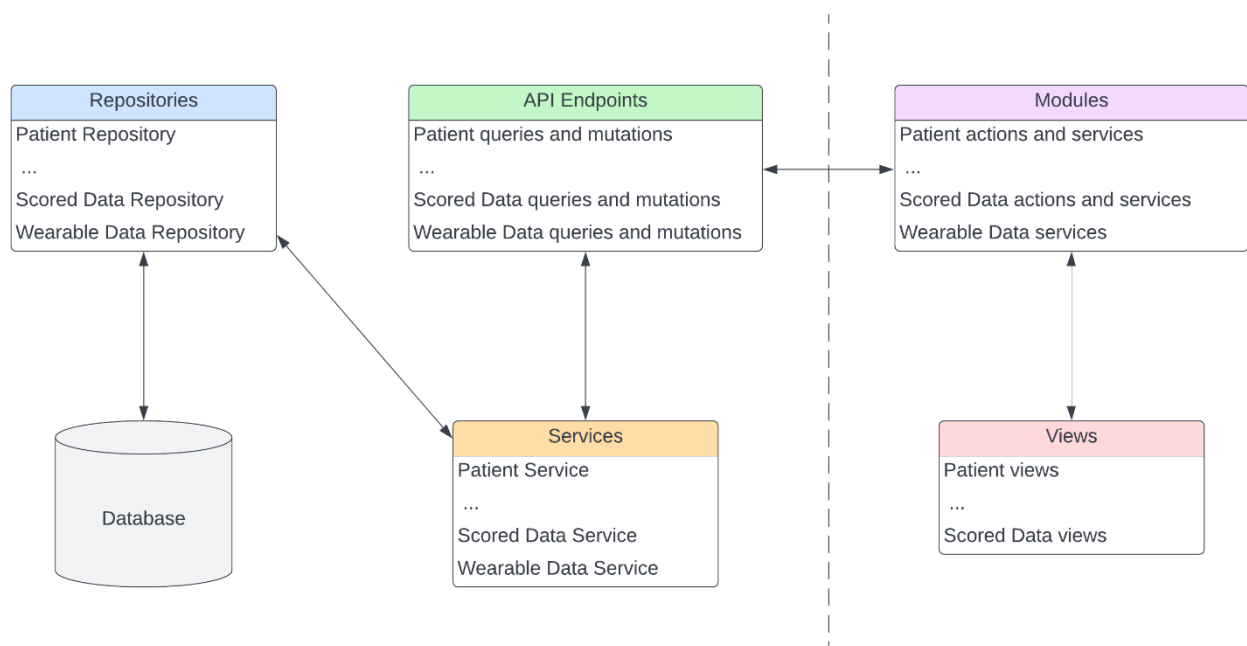 Repositories
Patient Repository
...
Scored Data Repository
Wearable Data Repository
API Endpoints
Patient queries and mutations
...
Scored Data queries and mutations
Wearable Data queries and mutations
Modules
Patient actions and services
...
Scored Data actions and services
Wearable Data services
Database
Services
Patient Service
...
Scored Data Service
Wearable Data Service
Views
Patient views
...
Scored Data views